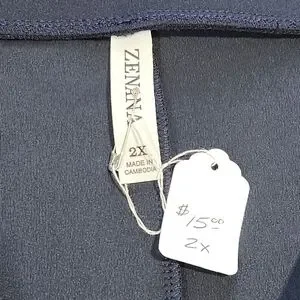 ZENANA
2X
MADE IN
CAMBODIA
$15.00
2x